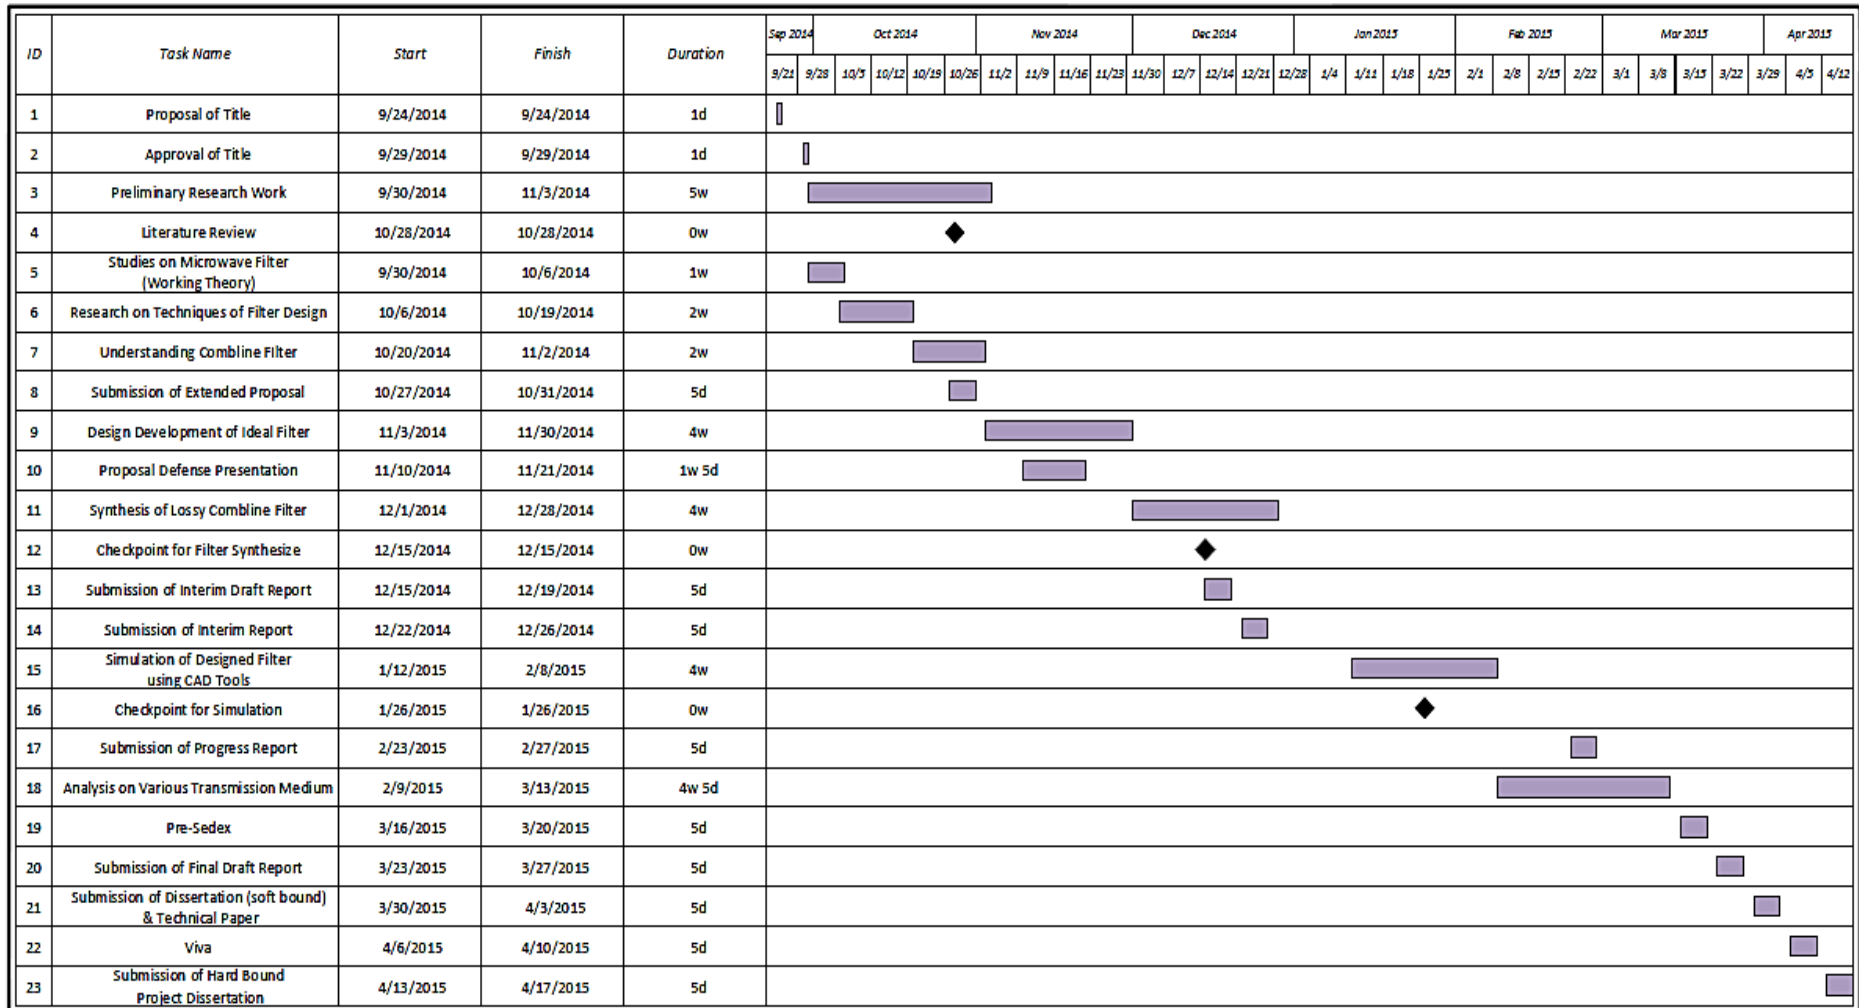 ID Task Name Start Finish Duration Sep 2014 Oct 2014 Nov 2014 Dec 2014 Jan 2015 Feb 2015 Mar 2015 Apr 2015
9/21 9/28 10/5 10/12 10/19 10/26 11/2 11/9 11/16 11/23 11/30 12/7 12/14 12/21 12/28 1/4 1/11 1/18 1/25 2/1 2/8 2/15 2/22 3/1 3/8 3/15 3/22 3/29 4/5 4/12
1 Proposal of Title 9/24/2014 9/24/2014 1d
2 Approval of Title 9/29/2014 9/29/2014 1d
3 Preliminary Research Work 9/30/2014 11/3/2014 5w
4 Literature Review 10/28/2014 10/28/2014 0w
5 Studies on Microwave Filter
(Working Theory) 9/30/2014 10/6/2014 1w
6 Research on Techniques of Filter Design 10/6/2014 10/19/2014 2w
7 Understanding Combline Filter 10/20/2014 11/2/2014 2w
8 Submission of Extended Proposal 10/27/2014 10/31/2014 5d
9 Design Development of Ideal Filter 11/3/2014 11/30/2014 4w
10 Proposal Defense Presentation 11/10/2014 11/21/2014 1w 5d
11 Synthesis of Lossy Combline Filter 12/1/2014 12/28/2014 4w
12 Checkpoint for Filter Synthesize 12/15/2014 12/15/2014 0w
13 Submission of Interim Draft Report 12/15/2014 12/19/2014 5d
14 Submission of Interim Report 12/22/2014 12/26/2014 5d
15 Simulation of Designed Filter
using CAD Tools 1/12/2015 2/8/2015 4w
16 Checkpoint for Simulation 1/26/2015 1/26/2015 0w
17 Submission of Progress Report 2/23/2015 2/27/2015 5d
18 Analysis on Various Transmission Medium 2/9/2015 3/13/2015 4w 5d
19 Pre-Sedex 3/16/2015 3/20/2015 5d
20 Submission of Final Draft Report 3/23/2015 3/27/2015 5d
21 Submission of Dissertation (soft bound)
& Technical Paper 3/30/2015 4/3/2015 5d
22 Viva 4/6/2015 4/10/2015 5d
23 Submission of Hard Bound
Project Dissertation 4/13/2015 4/17/2015 5d